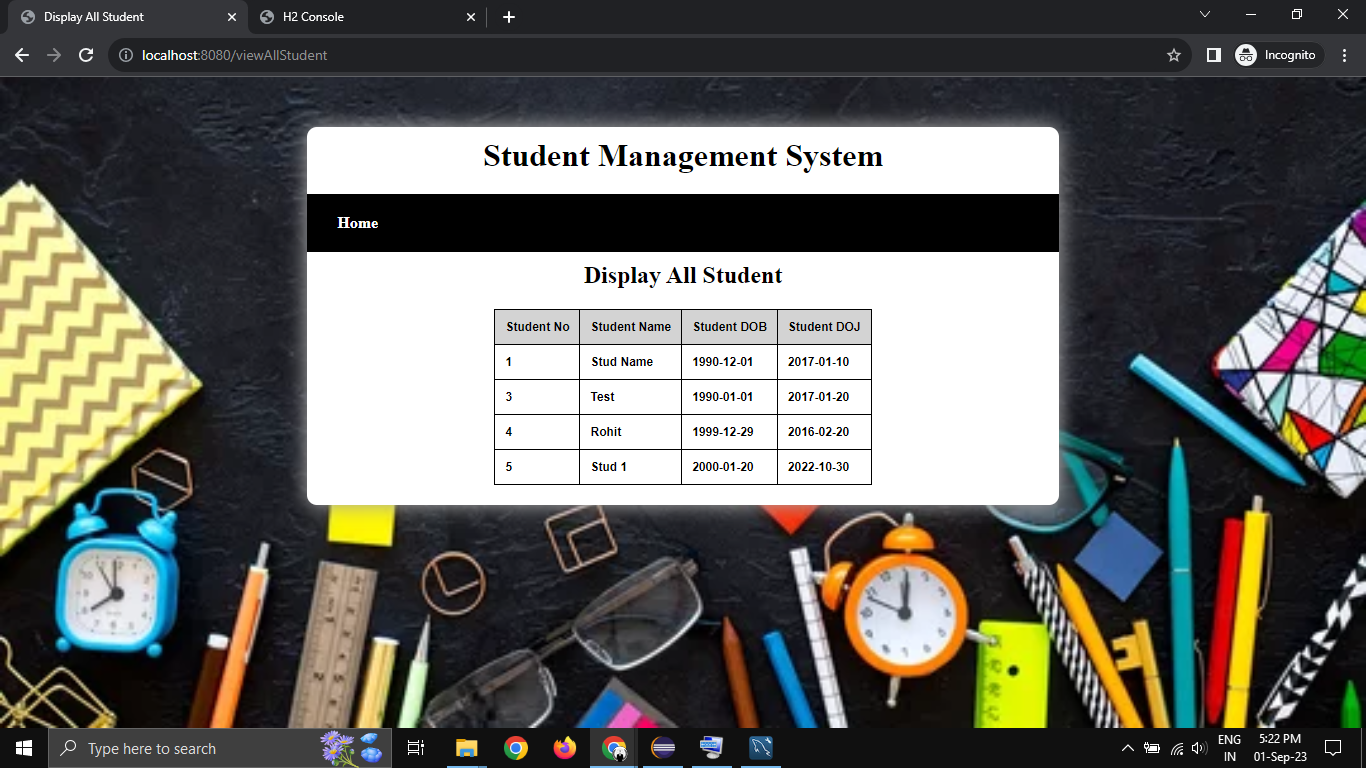 Display All Student
H2 Console
localhost:8080/viewAllStudent
Incognito
Student Management System
Home
Display All Student
Student No Student Name Student DOB Student DOJ
1 Stud Name 1990-12-01 2017-01-10
3 Test 1990-01-01 2017-01-20
4 Rohit 1999-12-29 2016-02-20
5 Stud 1 2000-01-20 2022-10-30
Type here to search
ENG
IN
5:22 PM
01-Sep-23